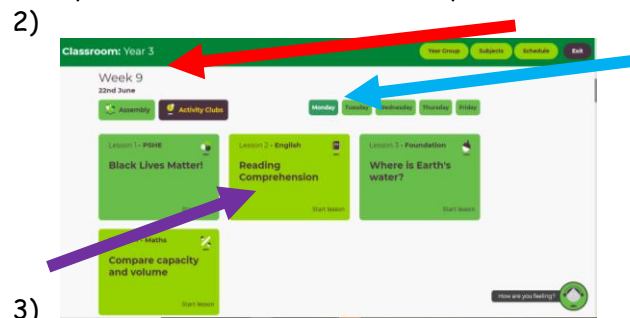 2)
Classroom: Year 3
Year Group Subjects Schedule Exit
Week 9
22nd June
Assembly Activity Clubs
Monday Tuesday Wednesday Thursday Friday
Lesson 1 - PSHE
Black Lives Matter!
Lesson 2 - English
Reading
Comprehension
Start lesson
Lesson 3 - Foundation
Where is Earth's
water?
Start lesson
- Maths
Compare capacity
and volume
Start lesson
How are you feeling?
3)